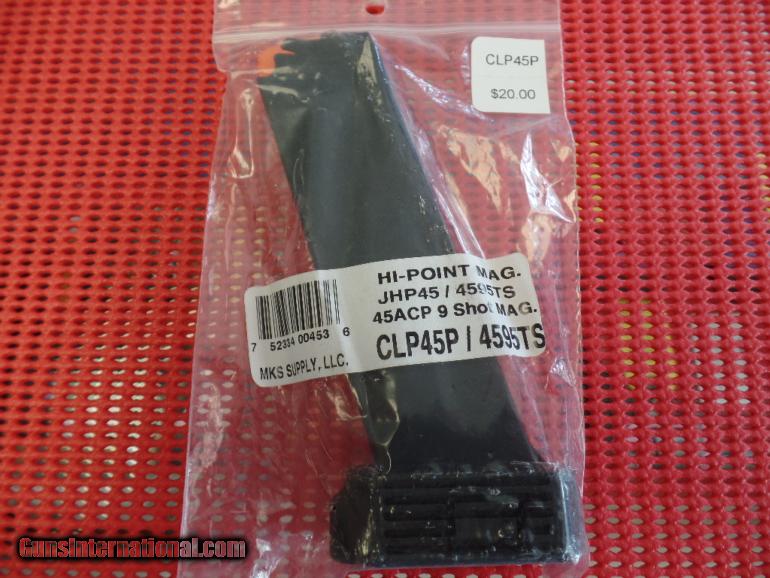 CLP45P
$20.00
HI-POINT MAG.
JHP45 / 4595TS
45ACP 9 Shot MAG.
CLP45P / 4595TS
7 52334 00453 6
MKS SUPPLY, LLC.
GunsInternational.com